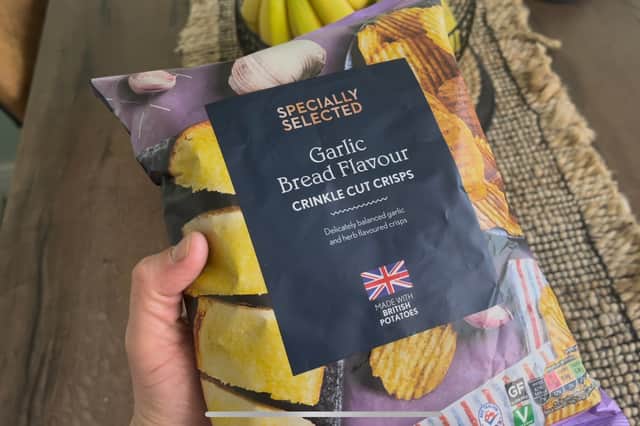 SPECIALLY
SELECTED
Garlic
Bread Flavour
CRINKLE CUT CRISPS
Delicately balanced garlic
and herb flavoured crisps
MADE WITH
BRITISH
POTATOES
GF
V